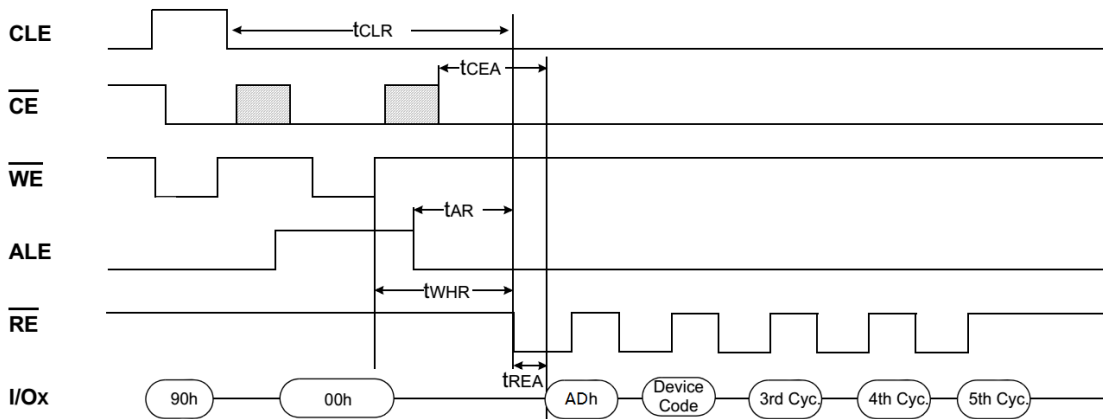 CLE
tCLR
tCEA
CE
WE
tAR
ALE
tWHR
RE
tREA
I/Ox
90h
00h
ADh
Device
Code
3rd Cyc.
4th Cyc.
5th Cyc.